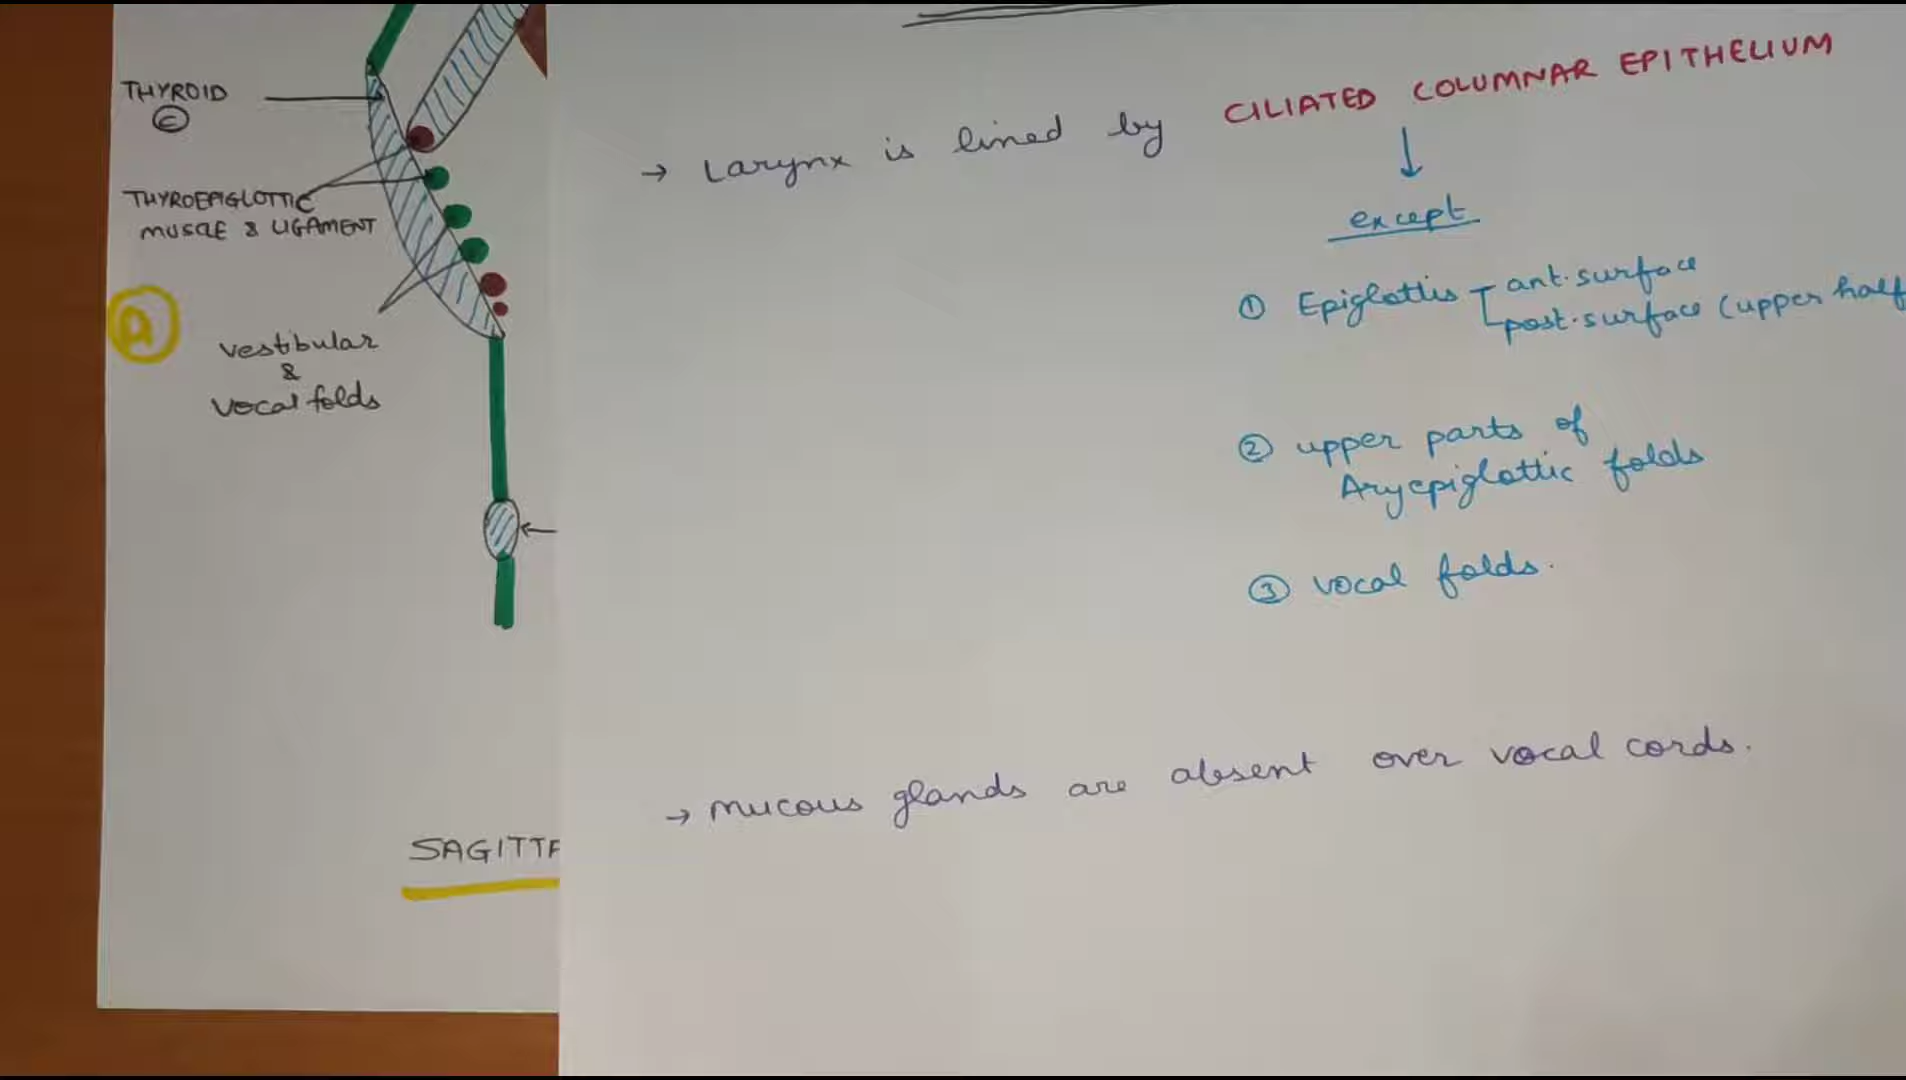 THYROID
C
THYROEPIGLOTTIC
MUSCLE & LIGAMENT
A
Vestibular
&
Vocal folds
SAGITTA
→ Larynx is lined by CILIATED COLUMNAR EPITHELIUM
except
① Epiglottis ant. surface
post. surface (upper half
② upper parts of
Aryepiglottic folds
③ vocal folds.
→ Mucous glands are absent over vocal cords.